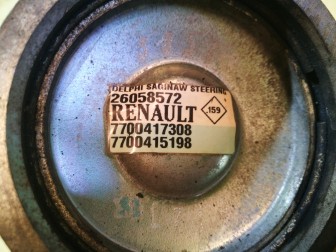 DELPHI SAGINAW STEERING
26058572
RENAULT
159
7700417308
7700415198